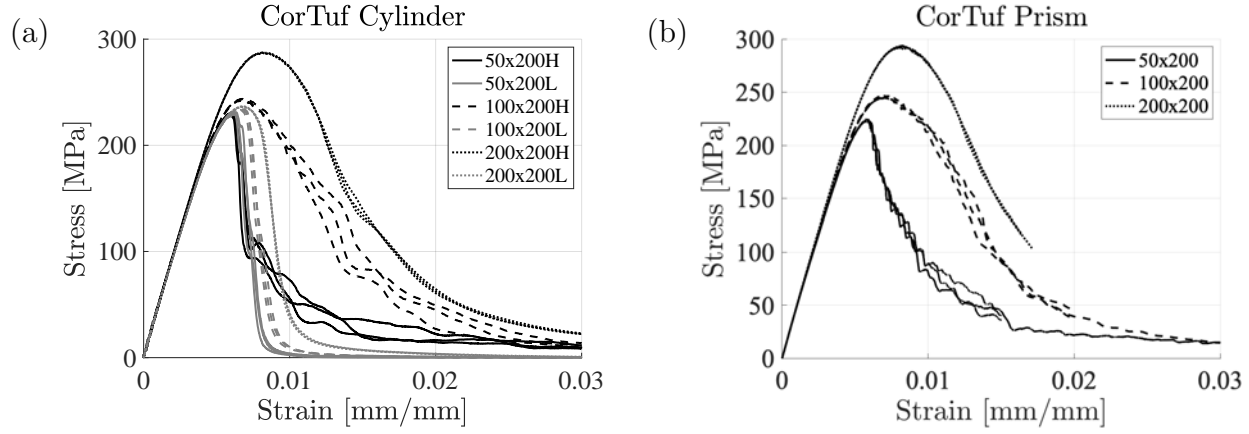 (a)
CorTuf Cylinder
Stress [MPa]
300
200
100
0
0
0.01
0.02
0.03
Strain [mm/mm]
50x200H
50x200L
100x200H
100x200L
200x200H
200x200L
(b)
CorTuf Prism
Stress [MPa]
300
250
200
150
100
50
0
0
0.01
0.02
0.03
Strain [mm/mm]
50x200
100x200
200x200